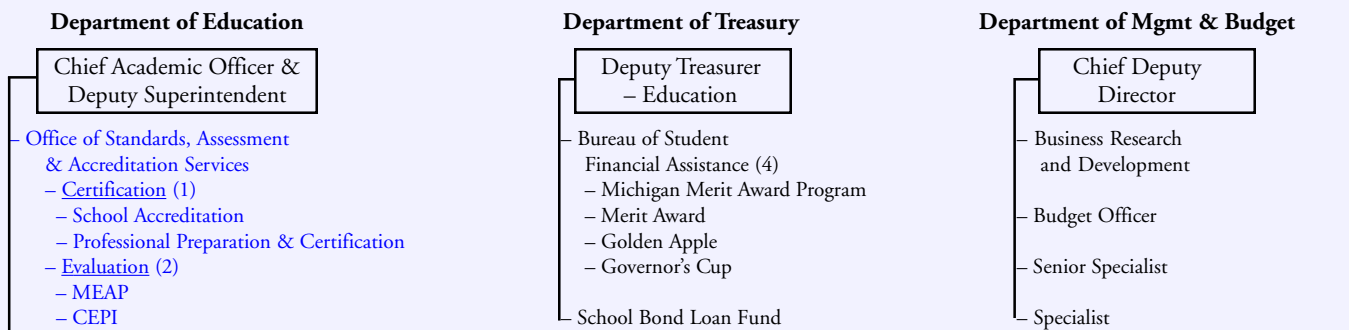 Department of Education
Chief Academic Officer &
Deputy Superintendent
– Office of Standards, Assessment
& Accreditation Services
– Certification (1)
– School Accreditation
– Professional Preparation & Certification
– Evaluation (2)
– MEAP
– CEPI
Department of Treasury
Deputy Treasurer
– Education
– Bureau of Student
Financial Assistance (4)
– Michigan Merit Award Program
– Merit Award
– Golden Apple
– Governor's Cup
– School Bond Loan Fund
Department of Mgmt & Budget
Chief Deputy
Director
– Business Research
and Development
– Budget Officer
– Senior Specialist
– Specialist